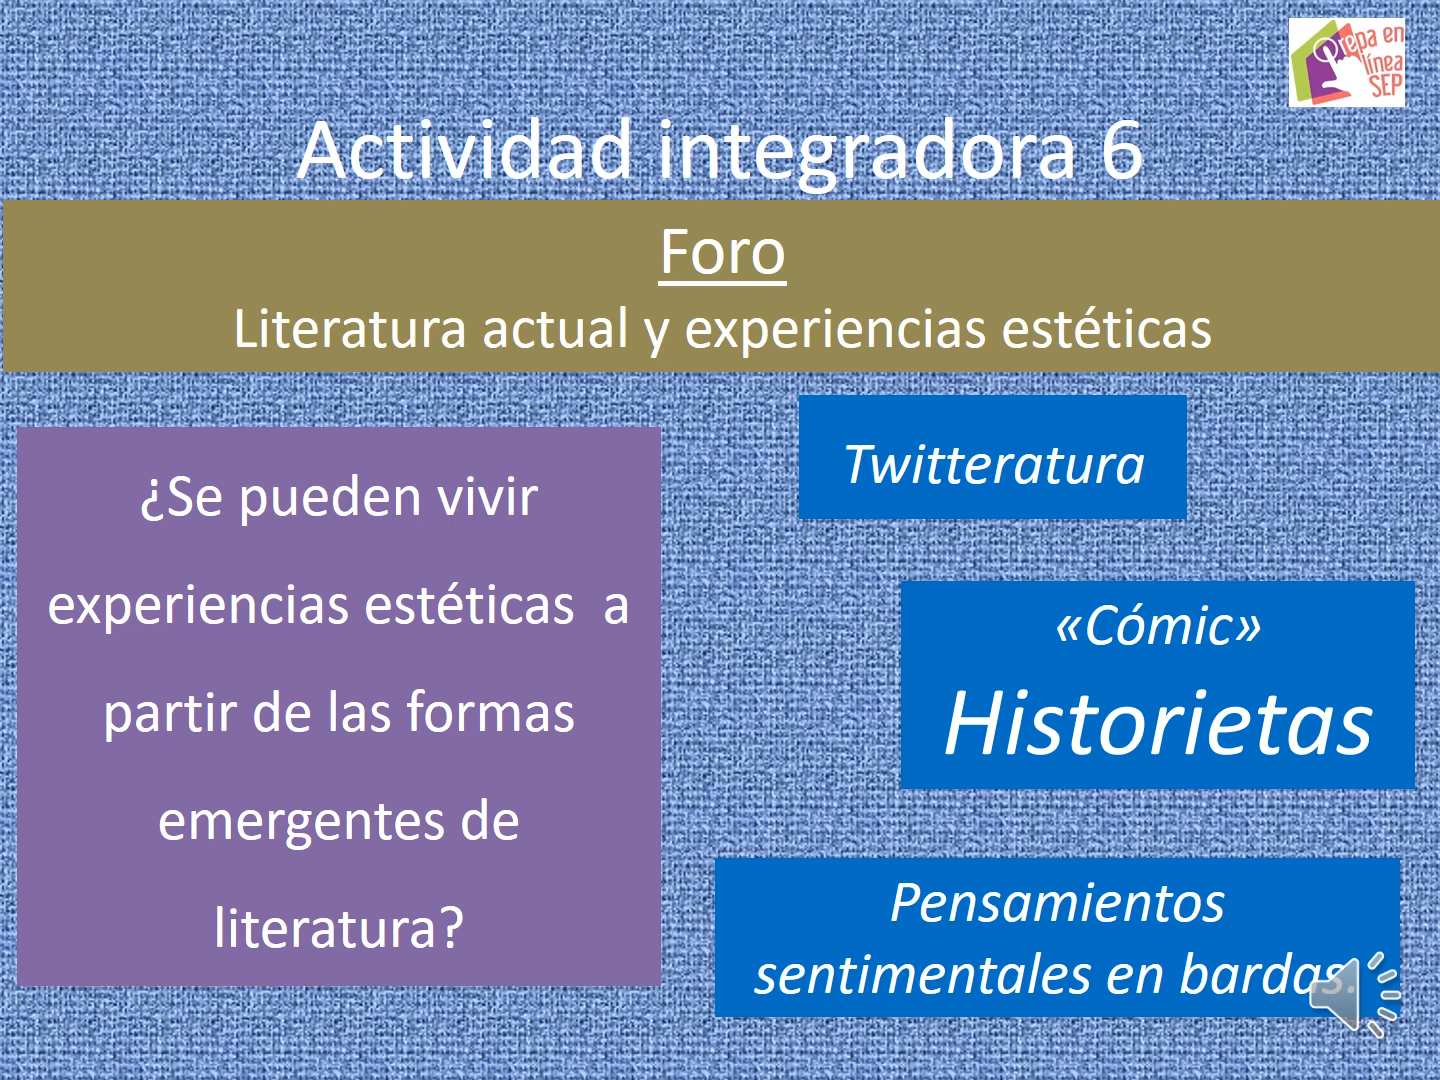 Prepa en
línea
SEP
Actividad integradora 6
Foro
Literatura actual y experiencias estéticas
¿Se pueden vivir
experiencias estéticas a
partir de las formas
emergentes de
literatura?
Twitteratura
«Cómic»
Historietas
Pensamientos
sentimentales en bardas.